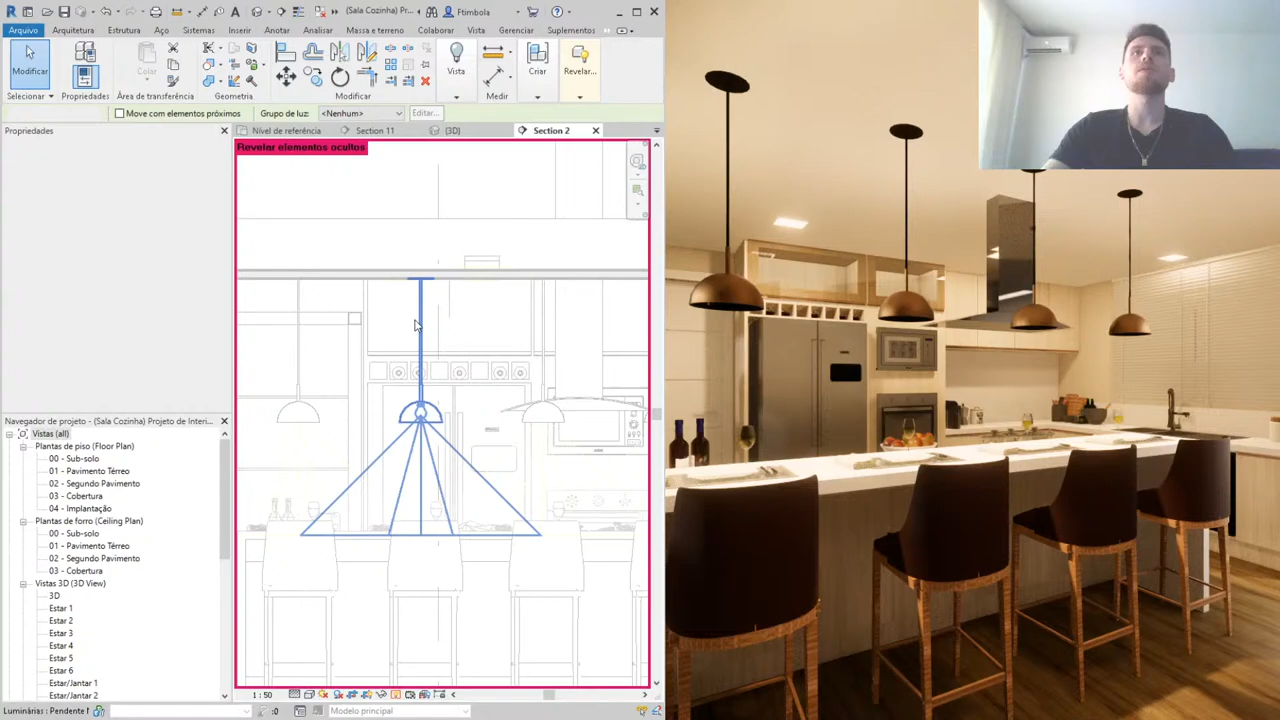 (Sala Cozinha) Pr...
Ftimbola
Arquivo
Arquitetura
Estrutura
Aço
Sistemas
Inserir
Anotar
Analisar
Massa e terreno
Colaborar
Vista
Gerenciar
Suplementos
Modificar
Colar
Vista
Criar
Revelar...
Selecionar
Propriedades
Área de transferência
Geometria
Modificar
Medir
Move com elementos próximos
Grupo de luz:
<Nenhum>
Editar...
Propriedades
Nível de referência
Section 11
(3D)
Section 2
Revelar elementos ocultos
Navegador de projeto - (Sala Cozinha) Projeto de Interi...
Vistas (all)
Plantas de piso (Floor Plan)
00 - Sub-solo
01 - Pavimento Térreo
02 - Segundo Pavimento
03 - Cobertura
04 - Implantação
Plantas de forro (Ceiling Plan)
00 - Sub-solo
01 - Pavimento Térreo
02 - Segundo Pavimento
03 - Cobertura
Vistas 3D (3D View)
3D
Estar 1
Estar 2
Estar 3
Estar 4
Estar 5
Estar 6
Estar/Jantar 1
Estar/Jantar 2
1 : 50
Luminárias : Pendente
:0
Modelo principal